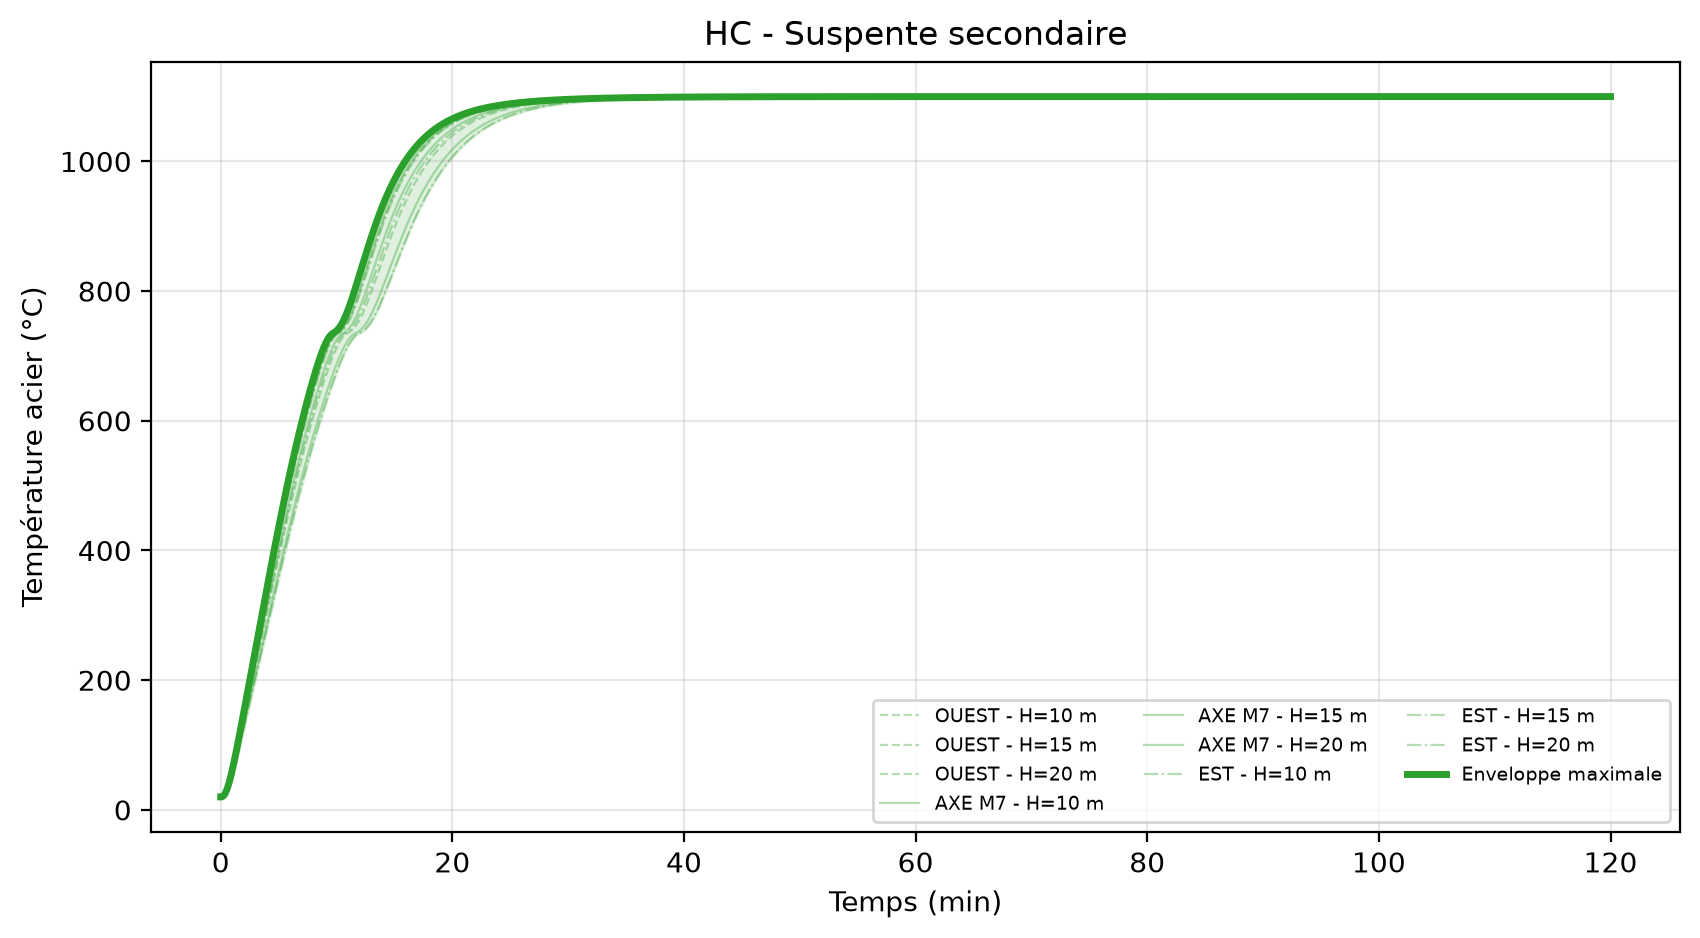 HC - Suspente secondaire
Température acier (°C)
1000
800
600
400
200
0
0 20 40 60 80 100 120
Temps (min)
OUEST - H=10 m
OUEST - H=15 m
OUEST - H=20 m
AXE M7 - H=10 m
AXE M7 - H=15 m
AXE M7 - H=20 m
EST - H=10 m
EST - H=15 m
EST - H=20 m
Enveloppe maximale